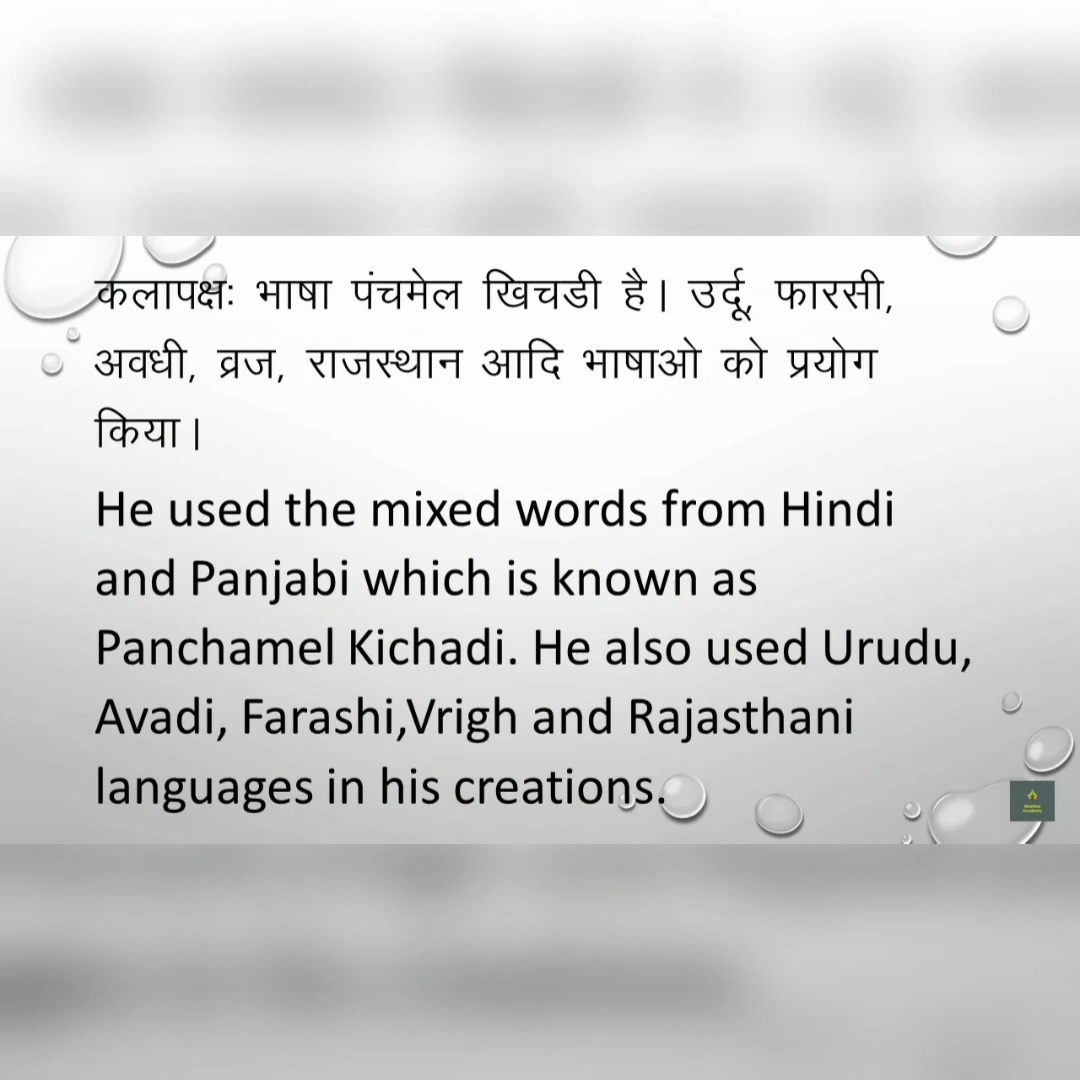 कलापक्षः भाषा पंचमेल खिचडी है। उर्दू, फारसी,
अवधी, व्रज, राजस्थान आदि भाषाओ को प्रयोग
किया।
He used the mixed words from Hindi
and Panjabi which is known as
Panchamel Kichadi. He also used Urudu,
Avadi, Farashi,Vrigh and Rajasthani
languages in his creations.